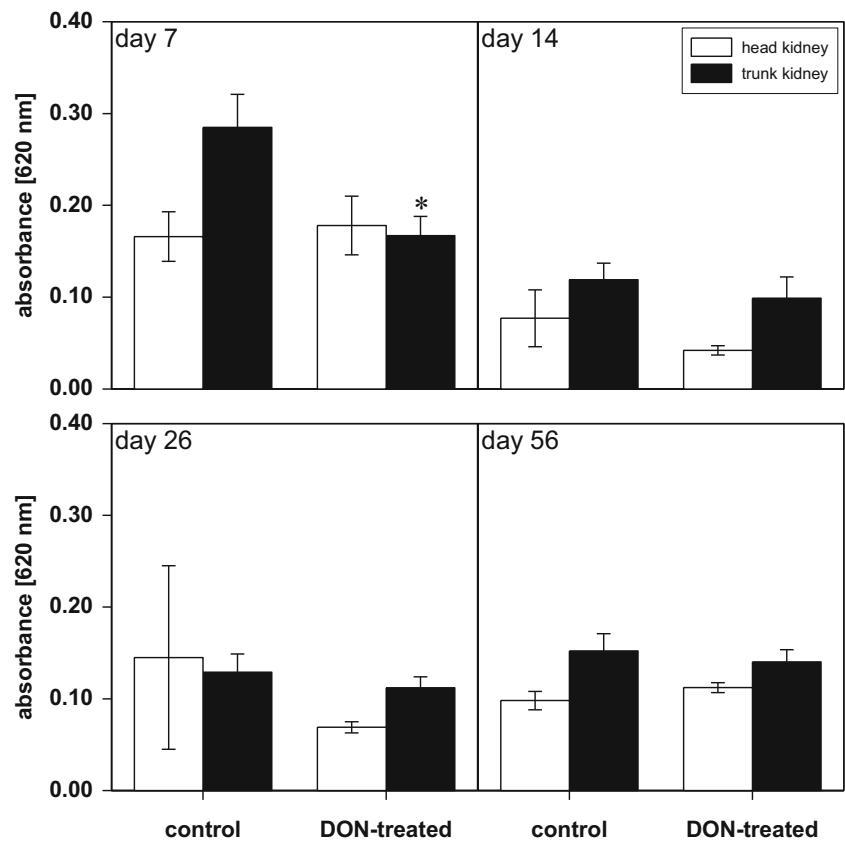 0.40
day 7
day 14
head kidney
trunk kidney
0.30
absorbance [620 nm]
0.20
*
0.10
0.00
0.40
day 26
day 56
0.30
absorbance [620 nm]
0.20
0.10
0.00
control
DON-treated
control
DON-treated